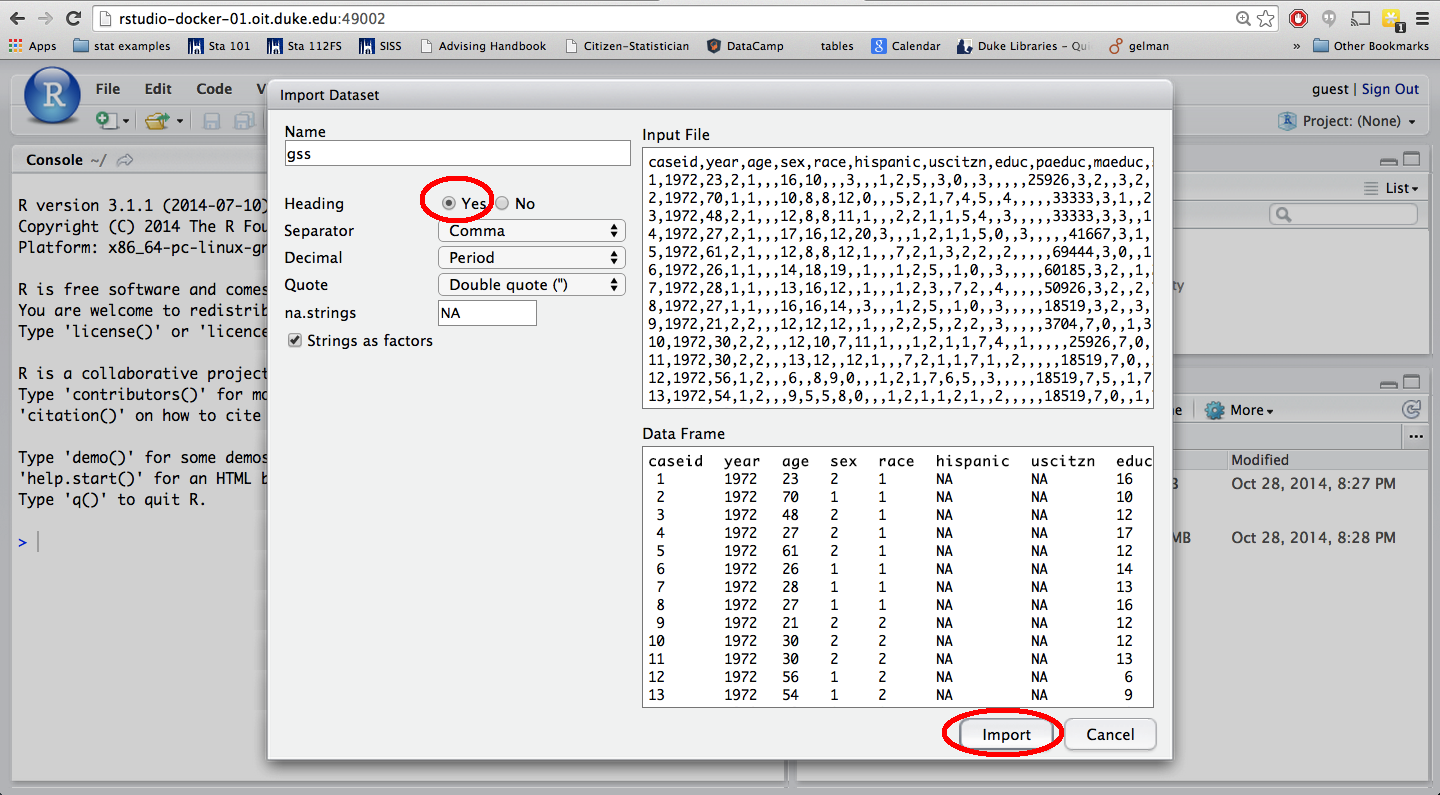 rstudio-docker-01.oit.duke.edu:49002
1
Apps stat examples Sta 101 Sta 112FS SISS Advising Handbook Citizen-Statistician DataCamp tables Calendar Duke Libraries - Qu gelman » Other Bookmarks
R File Edit Code V
guest | Sign Out
Project: (None)
Console ~/
R version 3.1.1 (2014-07-10)
Copyright (C) 2014 The R Fou
Platform: x86_64-pc-linux-gn
R is free software and comes
You are welcome to redistrib
Type 'license()' or 'licence
R is a collaborative project
Type 'contributors()' for mo
'citation()' on how to cite
Type 'demo()' for some demos
'help.start()' for an HTML b
Type 'q()' to quit R.
>
Import Dataset
Name
gss
Heading Yes No
Separator Comma
Decimal Period
Quote Double quote (")
na.strings NA
Strings as factors
Input File
caseid,year,age,sex,race,hispanic,uscitzn,educ,paeduc,maeduc,
1,1972,23,2,1,,,16,10,,,3,,,1,2,5,,3,0,,3,,,,,25926,3,2,,3,2,
2,1972,70,1,1,,,10,8,8,12,0,,,5,2,1,7,4,5,,4,,,,,33333,3,1,,2
3,1972,48,2,1,,,12,8,8,11,1,,,2,2,1,1,5,4,,3,,,,,33333,3,3,,1
4,1972,27,2,1,,,17,16,12,20,3,,,1,2,1,1,5,0,,3,,,,,41667,3,1,
5,1972,61,2,1,,,12,8,8,12,1,,,7,2,1,3,2,2,,2,,,,,69444,3,0,,1
6,1972,26,1,1,,,14,18,19,,1,,,1,2,5,,1,0,,3,,,,,60185,3,2,,1,
7,1972,28,1,1,,,13,16,12,,1,,,1,2,3,,7,2,,4,,,,,50926,3,2,,2,
8,1972,27,1,1,,,16,16,14,,3,,,1,2,5,,1,0,,3,,,,,18519,3,2,,3,
9,1972,21,2,2,,,12,12,12,,1,,,2,2,5,,2,2,,3,,,,,3704,7,0,,1,3
10,1972,30,2,2,,,12,10,7,11,1,,,1,2,1,1,7,4,,1,,,,,25926,7,0,
11,1972,30,2,2,,,13,12,,12,1,,,7,2,1,1,7,1,,2,,,,,18519,7,0,,
12,1972,56,1,2,,,6,,8,9,0,,,1,2,1,7,6,5,,3,,,,,18519,7,5,,1,7
13,1972,54,1,2,,,9,5,5,8,0,,,1,2,1,1,2,1,,2,,,,,18519,7,0,,1,
Data Frame
caseid year age sex race hispanic uscitzn educ
1 1972 23 2 1 NA NA 16
2 1972 70 1 1 NA NA 10
3 1972 48 2 1 NA NA 12
4 1972 27 2 1 NA NA 17
5 1972 61 2 1 NA NA 12
6 1972 26 1 1 NA NA 14
7 1972 28 1 1 NA NA 13
8 1972 27 1 1 NA NA 16
9 1972 21 2 2 NA NA 12
10 1972 30 2 2 NA NA 12
11 1972 30 2 2 NA NA 13
12 1972 56 1 2 NA NA 6
13 1972 54 1 2 NA NA 9
Import Cancel
List
ty
ne More
...
Modified
B Oct 28, 2014, 8:27 PM
MB Oct 28, 2014, 8:28 PM